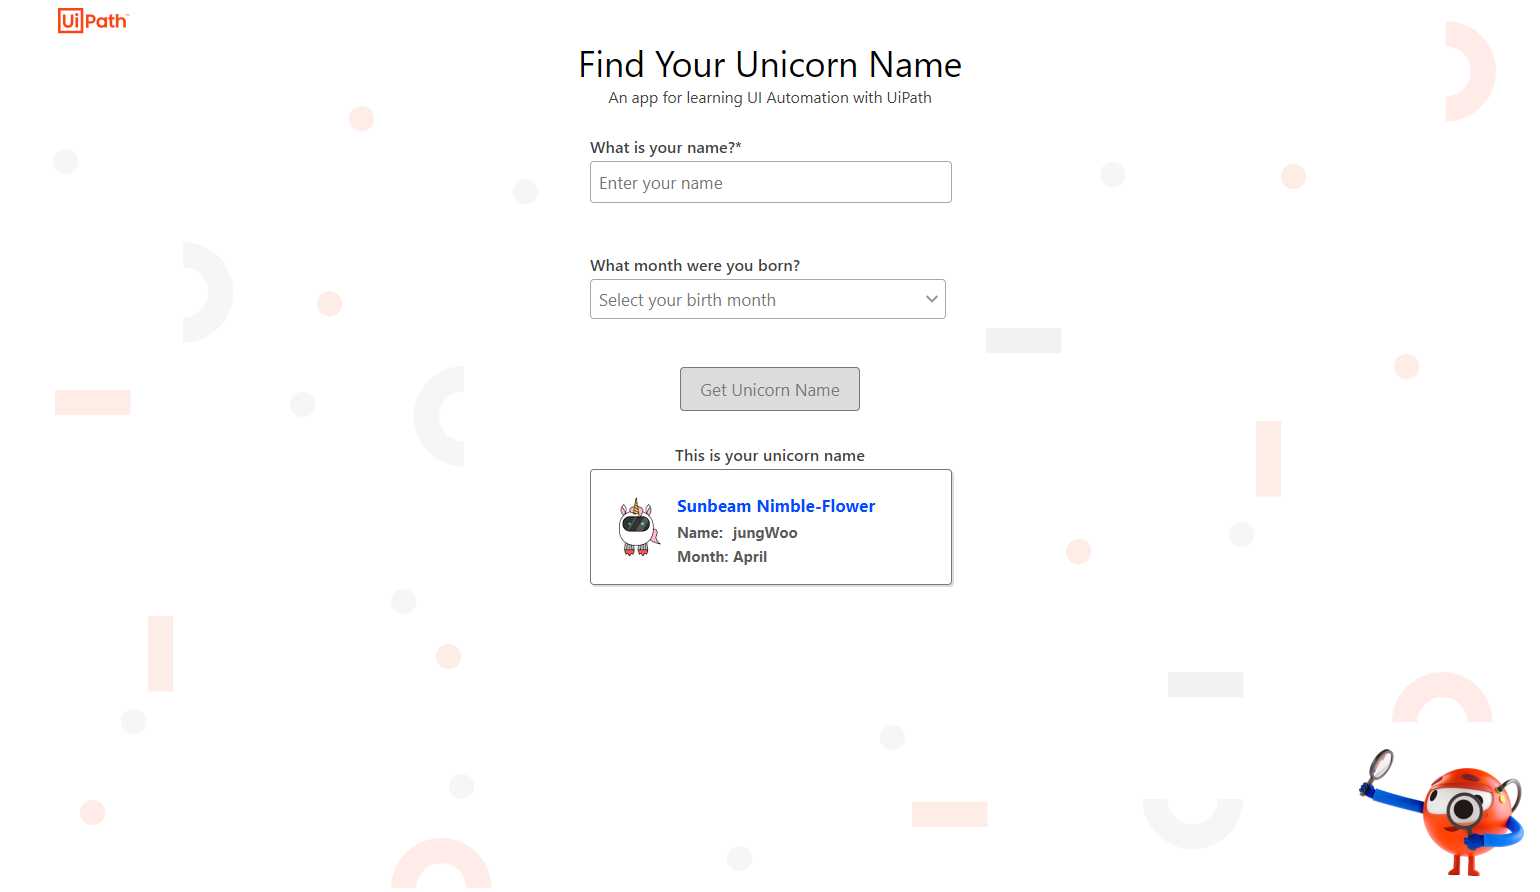 UiPath™
Find Your Unicorn Name
An app for learning UI Automation with UiPath
What is your name?*
Enter your name
What month were you born?
Select your birth month
Get Unicorn Name
This is your unicorn name
Sunbeam Nimble-Flower
Name: jungWoo
Month: April